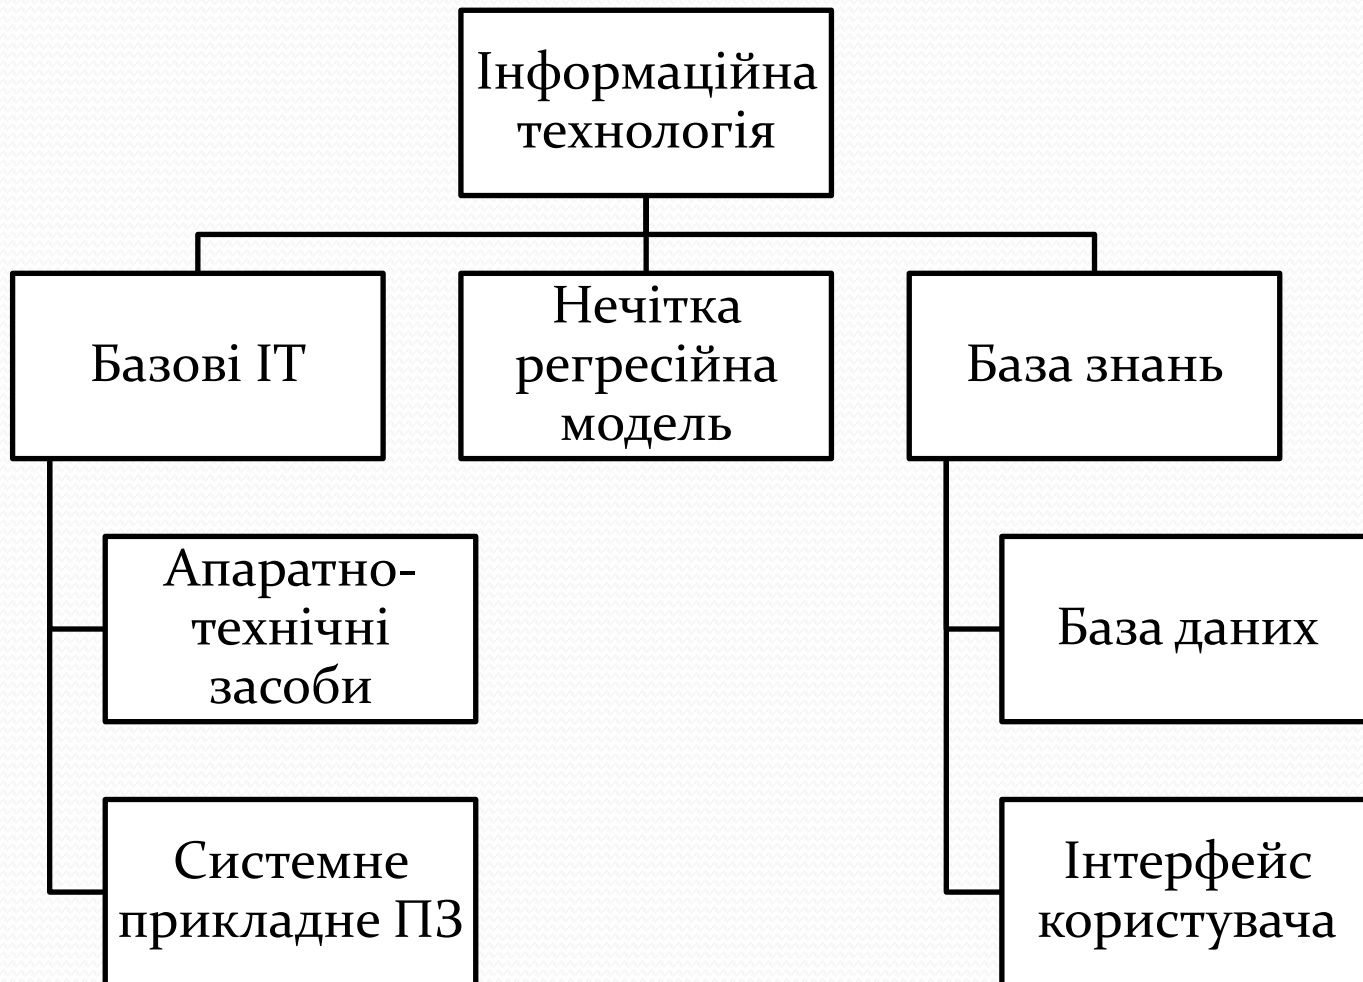 Інформаційна
технологія
Базові ІТ
Нечітка
регресійна
модель
База знань
Апаратно-
технічні
засоби
База даних
Системне
прикладне ПЗ
Інтерфейс
користувача